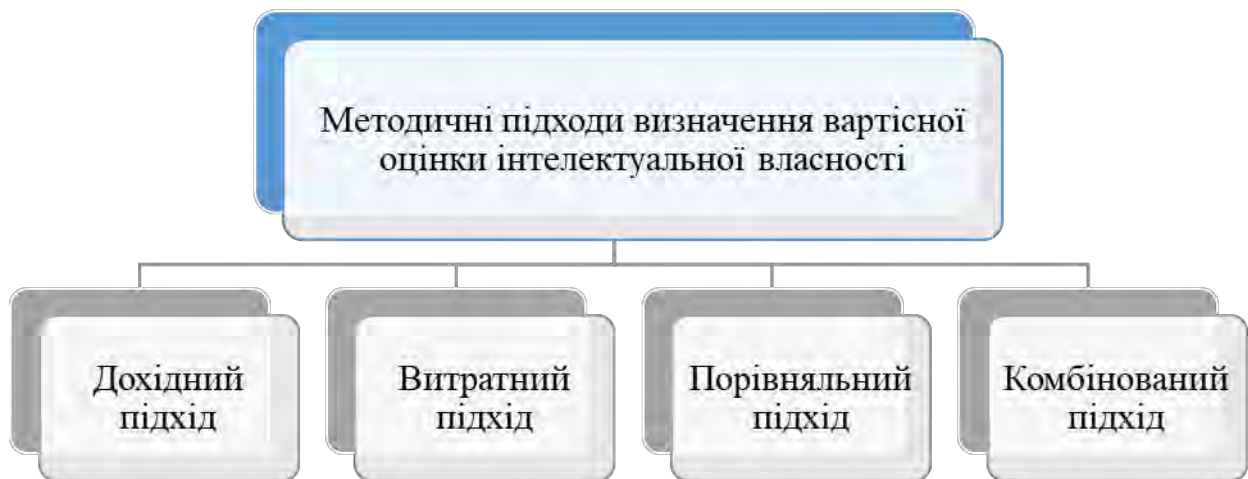 Методичні підходи визначення вартісної
оцінки інтелектуальної власності
Дохідний
підхід
Витратний
підхід
Порівняльний
підхід
Комбінований
підхід